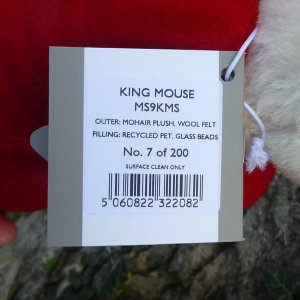 KING MOUSE
MS9KMS
OUTER: MOHAIR PLUSH, WOOL FELT
FILLING: RECYCLED PET, GLASS BEADS
No. 7 of 200
SURFACE CLEAN ONLY
5 060822 322082